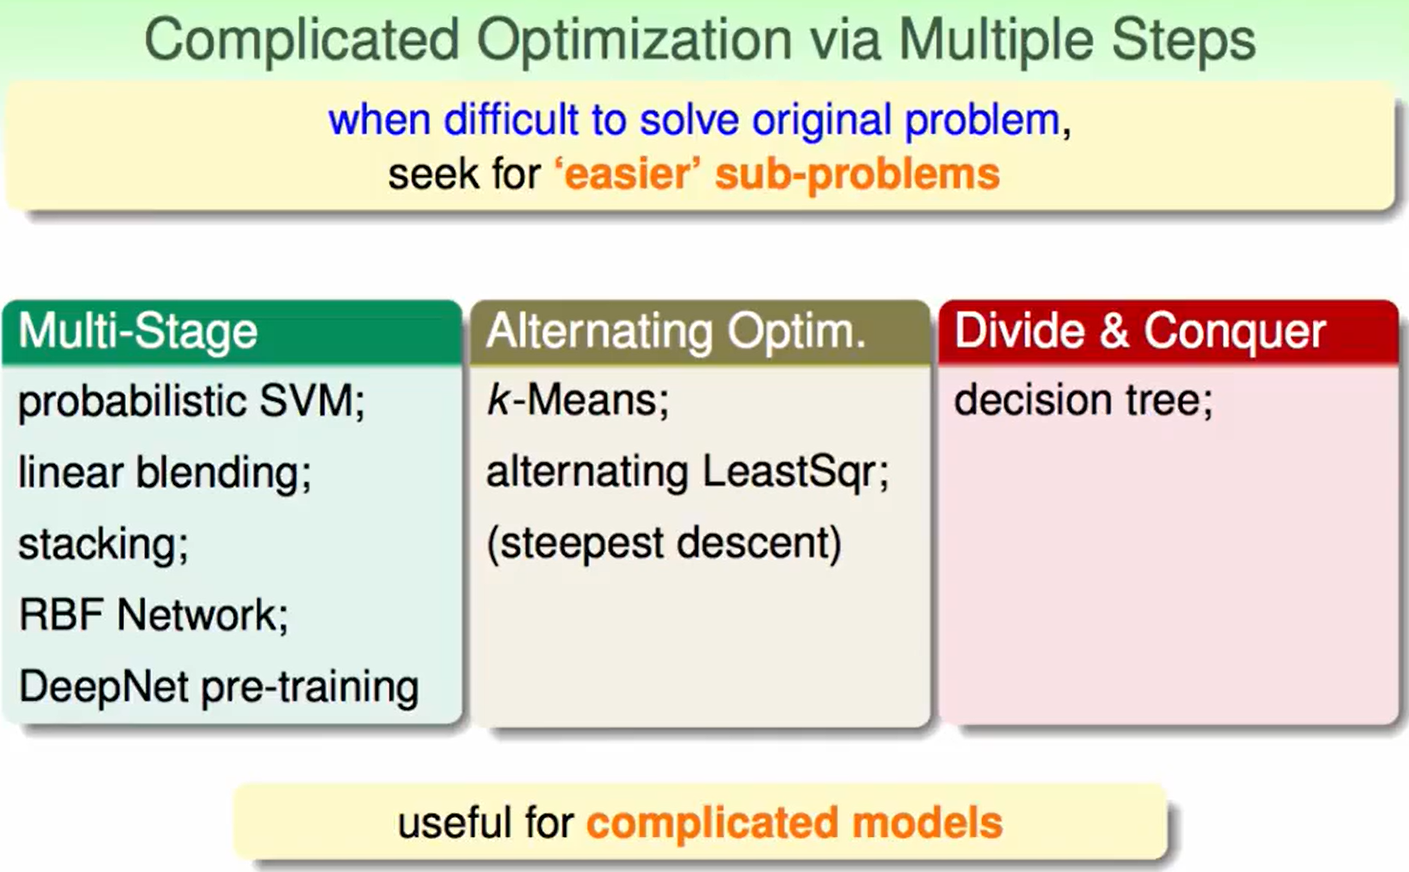 Complicated Optimization via Multiple Steps
when difficult to solve original problem,
seek for ‘easier’ sub-problems
Multi-Stage
probabilistic SVM;
linear blending;
stacking;
RBF Network;
DeepNet pre-training
Alternating Optim.
k-Means;
alternating LeastSqr;
(steepest descent)
Divide & Conquer
decision tree;
useful for complicated models